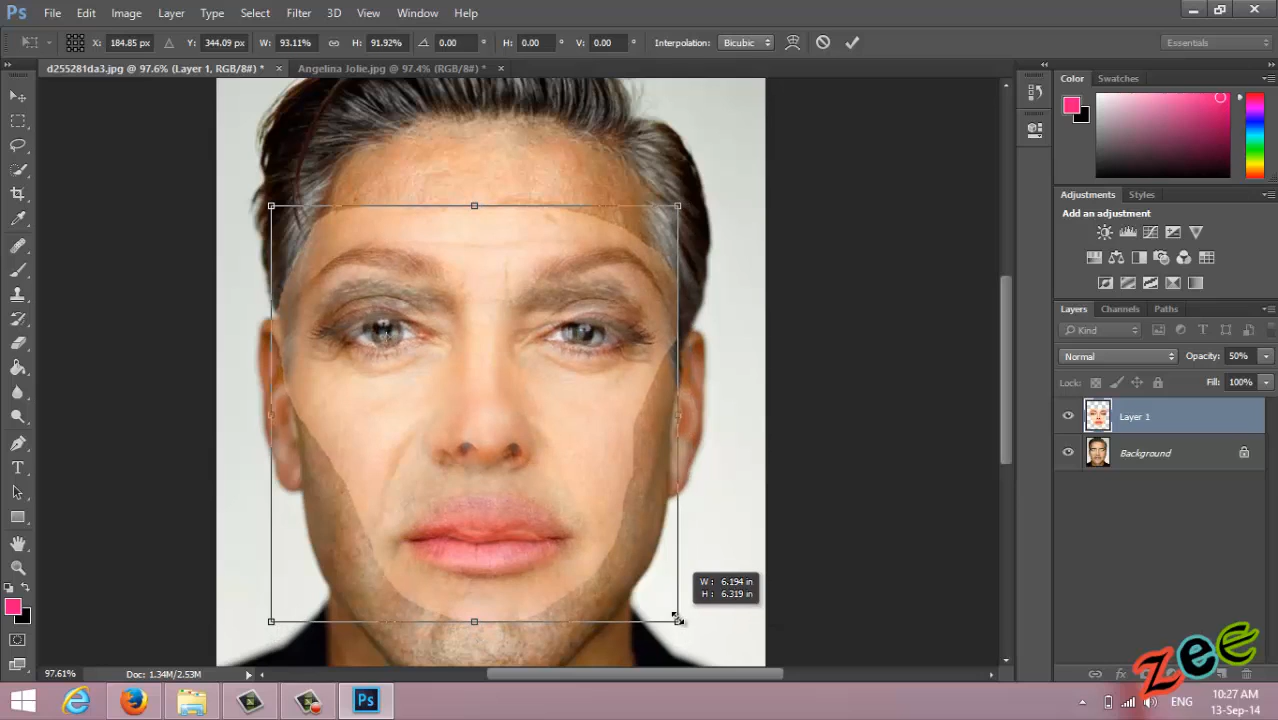 Ps File Edit Image Layer Type Select Filter 3D View Window Help
X: 184.85 px Y: 344.09 px W: 93.11% H: 91.92% 0.00 ° H: 0.00 ° V: 0.00 ° Interpolation: Bicubic Essentials
d255281da3.jpg @ 97.6% (Layer 1, RGB/8#) * × Angelina Jolie.jpg @ 97.4% (RGB/8#) * ×
Color Swatches
Adjustments Styles
Add an adjustment
Layers Channels Paths
Kind
Normal Opacity: 50%
Lock: Fill: 100%
Layer 1
Background
W: 6.194 in
H: 6.319 in
97.61% Doc: 1.34M/2.53M
zee
Ps ENG 10:27 AM
13-Sep-14